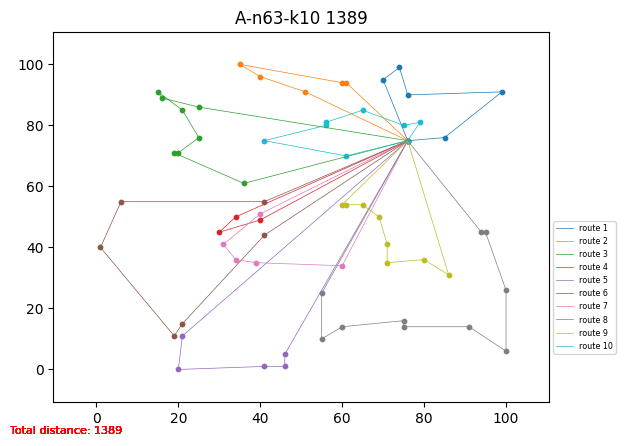 A-n63-k10 1389
100
80
60
40
20
0
0 20 40 60 80 100
route 1
route 2
route 3
route 4
route 5
route 6
route 7
route 8
route 9
route 10
Total distance: 1389